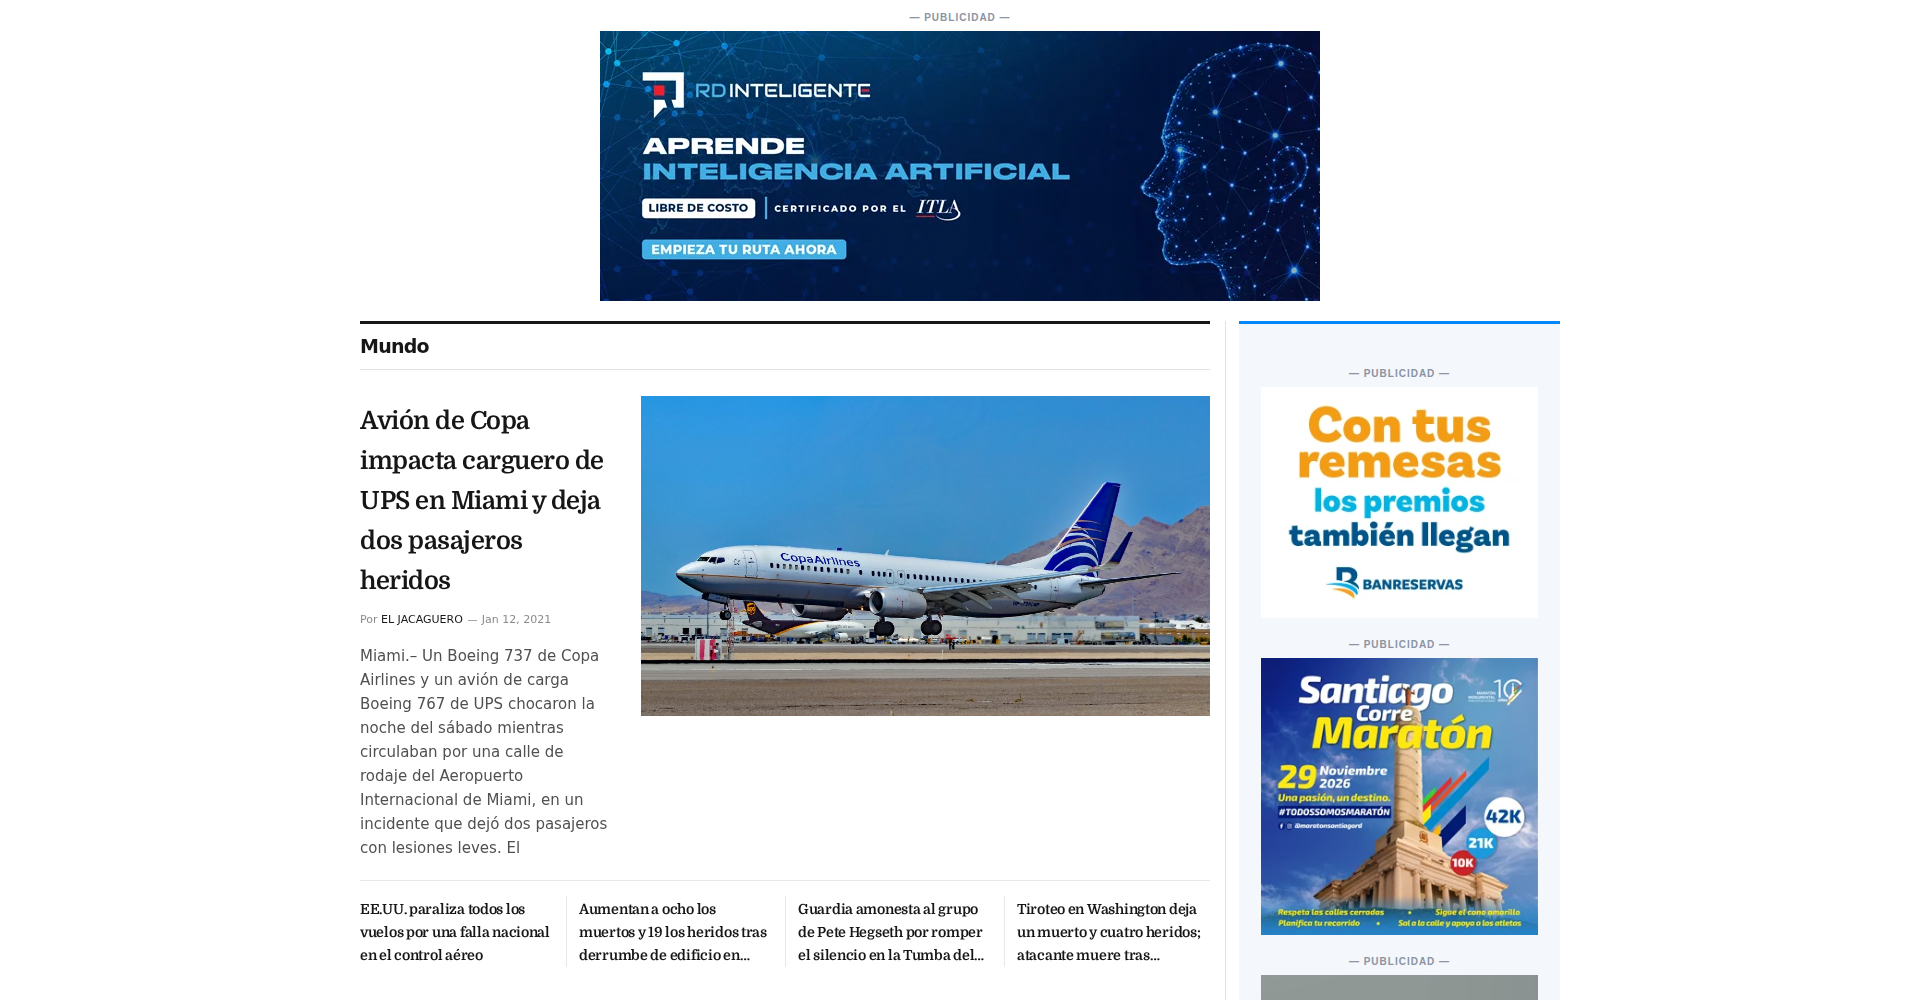 — PUBLICIDAD —
RD INTELIGENTE
APRENDE
INTELIGENCIA ARTIFICIAL
LIBRE DE COSTO
CERTIFICADO POR EL ITLA
EMPIEZA TU RUTA AHORA
Mundo
Avión de Copa
impacta carguero de
UPS en Miami y deja
dos pasajeros
heridos
Por EL JACAGUERO — Jan 12, 2021
Miami.– Un Boeing 737 de Copa
Airlines y un avión de carga
Boeing 767 de UPS chocaron la
noche del sábado mientras
circulaban por una calle de
rodaje del Aeropuerto
Internacional de Miami, en un
incidente que dejó dos pasajeros
con lesiones leves. El
CopaAirlines
EE.UU. paraliza todos los
vuelos por una falla nacional
en el control aéreo
Aumentan a ocho los
muertos y 19 los heridos tras
derrumbe de edificio en...
Guardia amonesta al grupo
de Pete Hegseth por romper
el silencio en la Tumba del...
Tiroteo en Washington deja
un muerto y cuatro heridos;
atacante muere tras...
— PUBLICIDAD —
Con tus
remesas
los premios
también llegan
BANRESERVAS
— PUBLICIDAD —
Santiago
Corre
Maratón
29 Noviembre
2026
Una pasión, un destino.
#TODOSSOMOSMARATÓN
@maratonsantiagord
42K
21K
10K
Respeta las calles cerradas • Sigue el cono amarillo
Planifica tu recorrido • Sal a la calle y apoya a los atletas
— PUBLICIDAD —